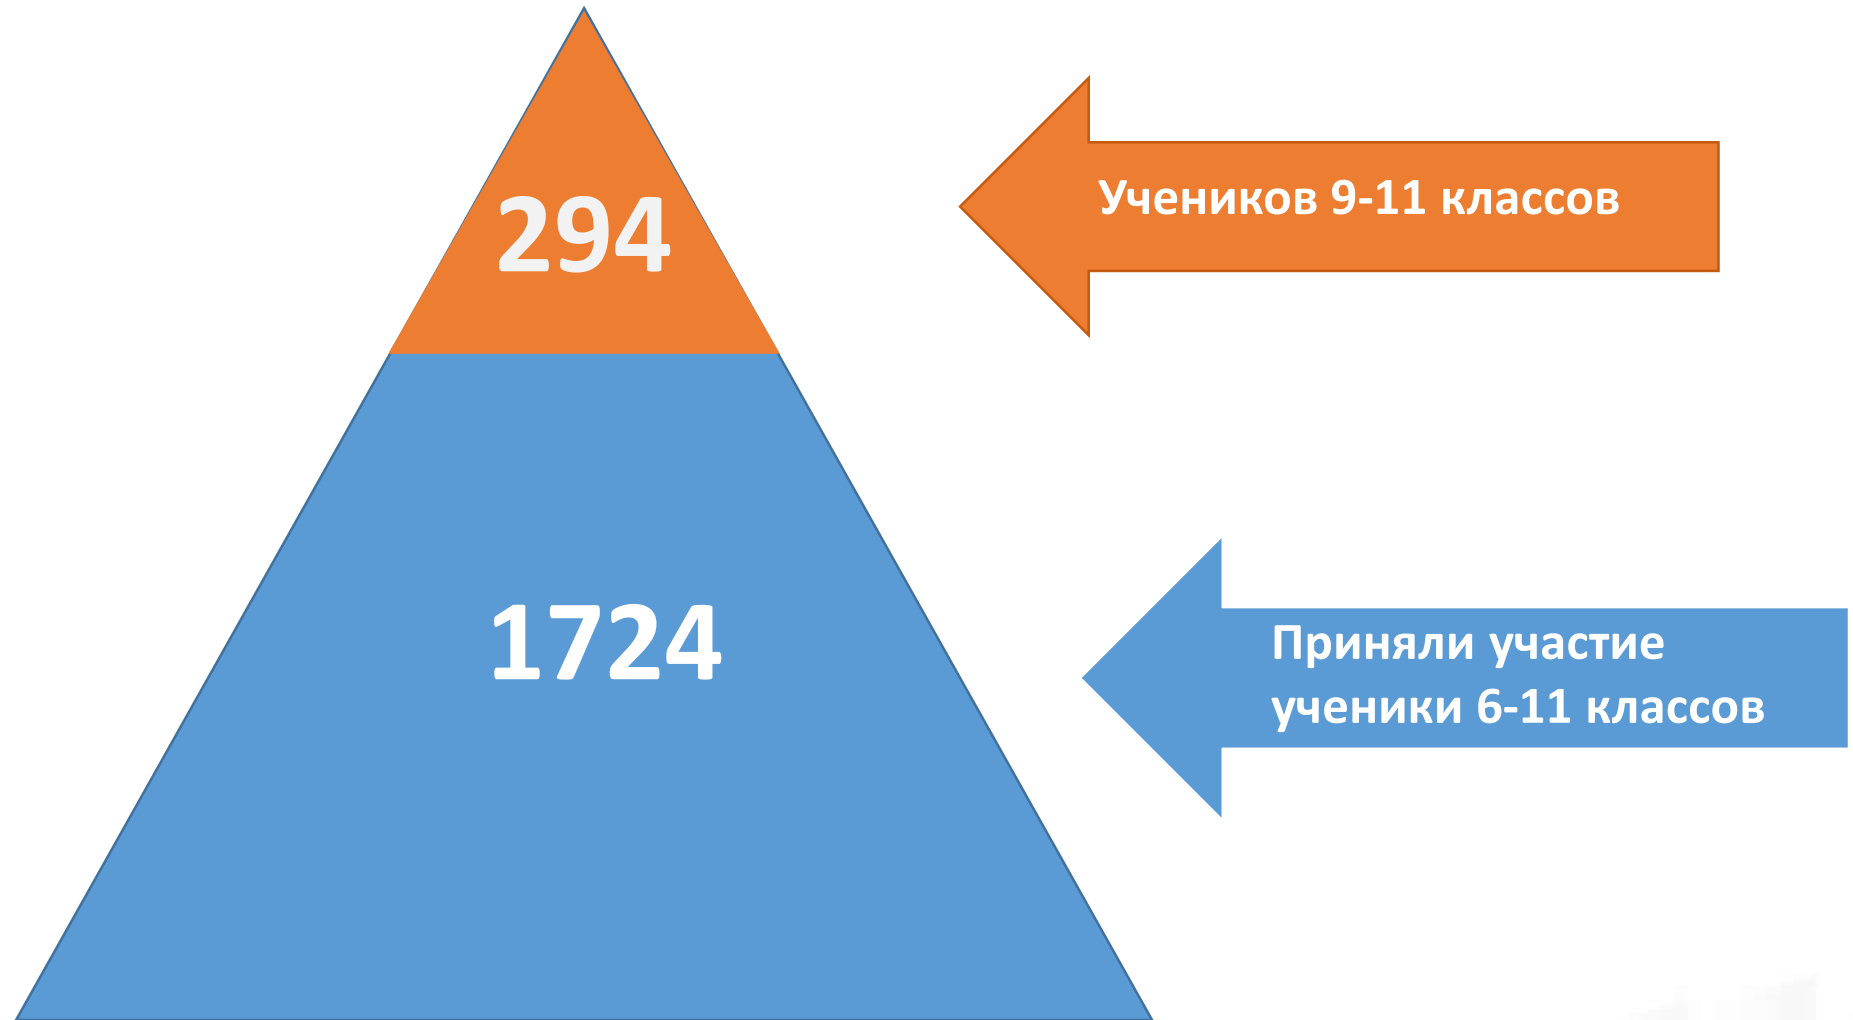 294
Учеников 9-11 классов
1724
Приняли участие
ученики 6-11 классов